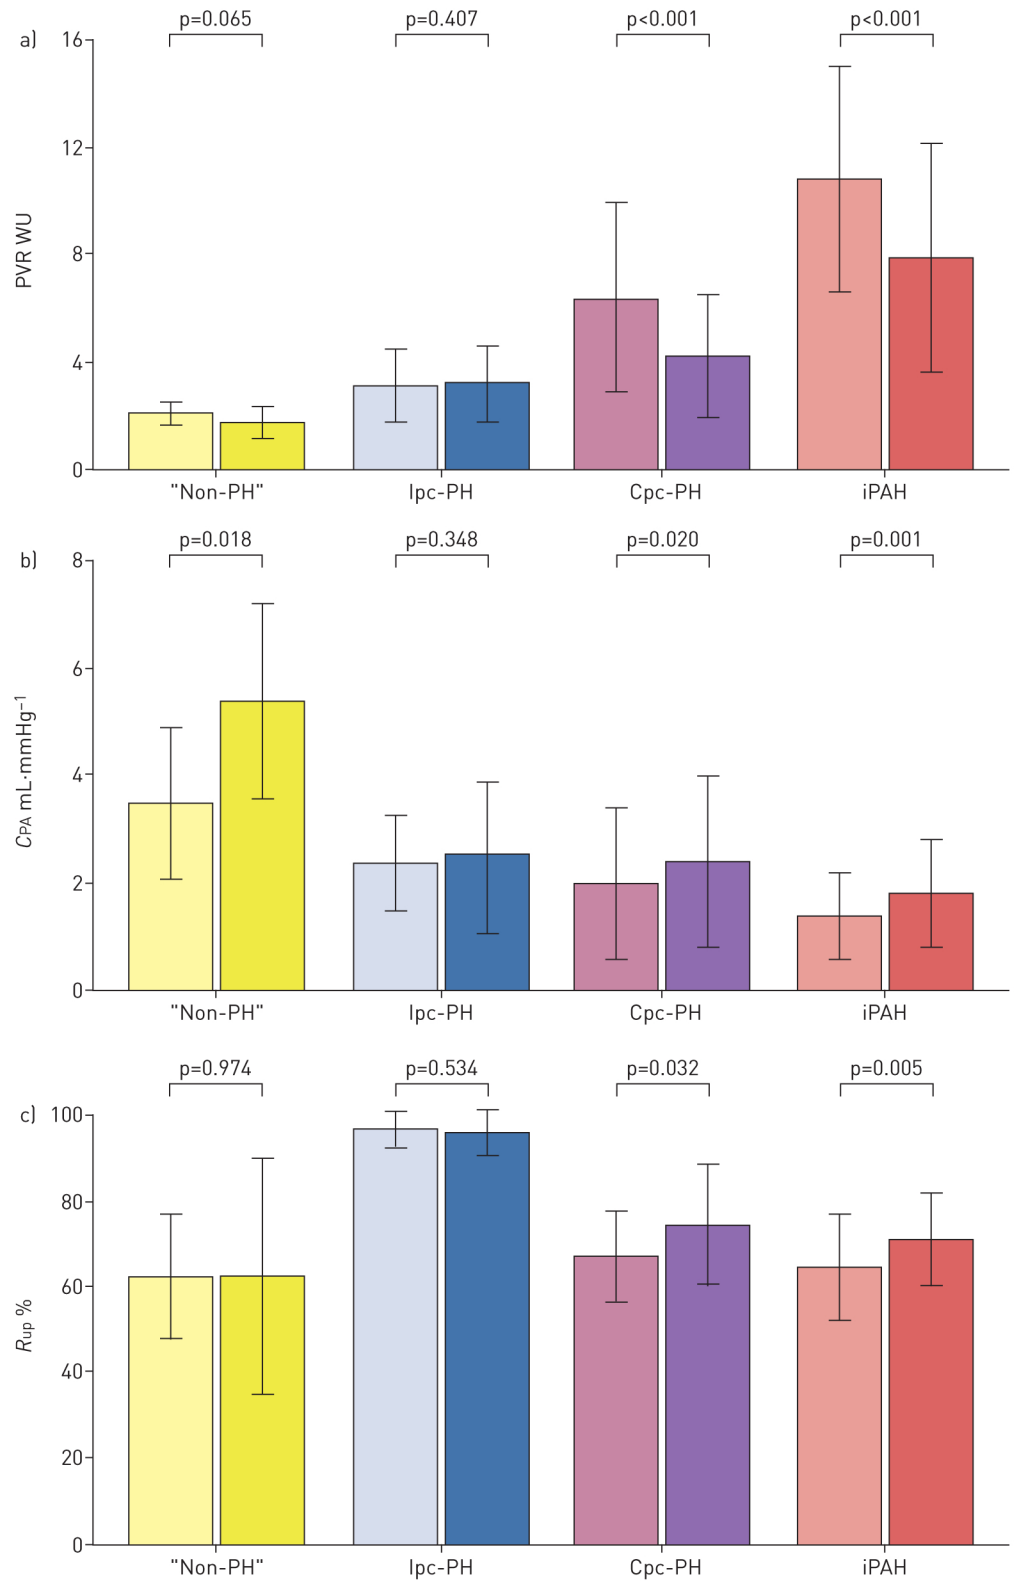 a)
p=0.065 p=0.407 p<0.001 p<0.001
16
12
8
4
0
PVR WU
"Non-PH" Ipc-PH Cpc-PH iPAH
b)
p=0.018 p=0.348 p=0.020 p=0.001
8
6
4
2
0
CPA mL·mmHg⁻¹
"Non-PH" Ipc-PH Cpc-PH iPAH
c)
p=0.974 p=0.534 p=0.032 p=0.005
100
80
60
40
20
0
Rup %
"Non-PH" Ipc-PH Cpc-PH iPAH